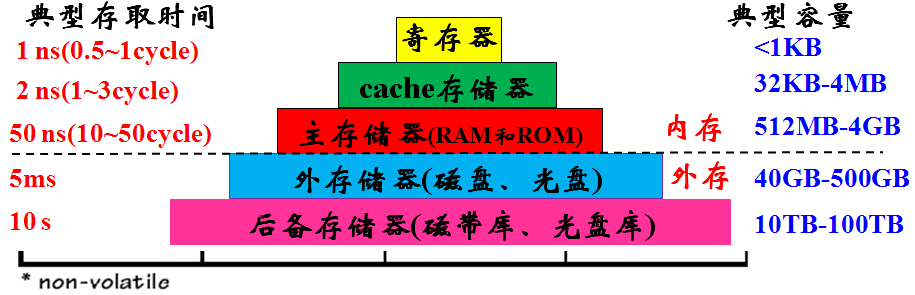 典型存取时间 典型容量
1 ns(0.5~1cycle) 寄存器 <1KB
2 ns(1~3cycle) cache存储器 32KB-4MB
50 ns(10~50cycle) 主存储器(RAM和ROM) 内存 512MB-4GB
5ms 外存储器(磁盘、光盘) 外存 40GB-500GB
10 s 后备存储器(磁带库、光盘库) 10TB-100TB
* non-volatile